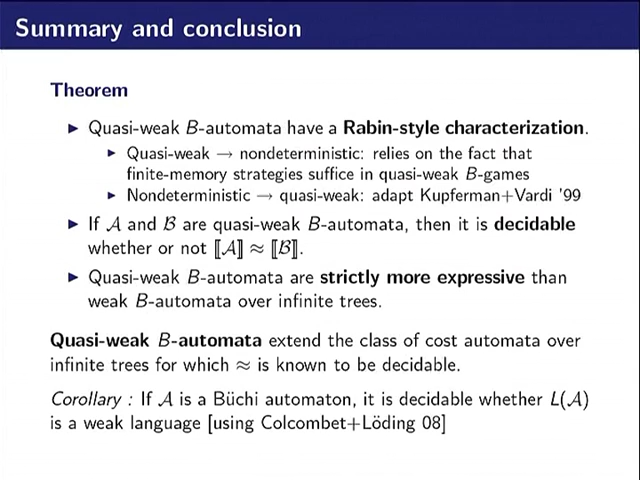 Summary and conclusion
Theorem
▶ Quasi-weak B-automata have a Rabin-style characterization.
▶ Quasi-weak → nondeterministic: relies on the fact that
finite-memory strategies suffice in quasi-weak B-games
▶ Nondeterministic → quasi-weak: adapt Kupferman+Vardi '99
▶ If 𝒜 and ℬ are quasi-weak B-automata, then it is decidable
whether or not ⟦𝒜⟧ ≈ ⟦ℬ⟧.
▶ Quasi-weak B-automata are strictly more expressive than
weak B-automata over infinite trees.
Quasi-weak B-automata extend the class of cost automata over
infinite trees for which ≈ is known to be decidable.
Corollary : If 𝒜 is a Büchi automaton, it is decidable whether L(𝒜)
is a weak language [using Colcombet+Löding 08]